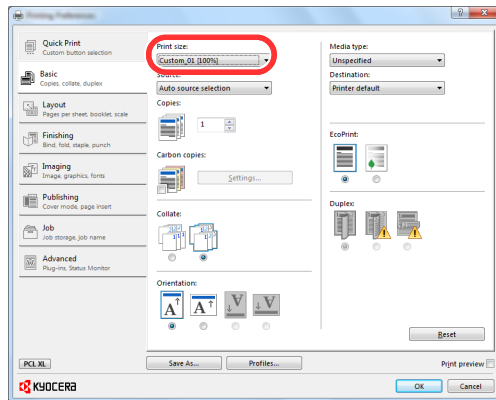 Printing Preferences
Quick Print
Custom button selection
Basic
Copies, collate, duplex
Layout
Pages per sheet, booklet, scale
Finishing
Bind, fold, staple, punch
Imaging
Image, graphics, fonts
Publishing
Cover mode, page insert
Job
Job storage, job name
Advanced
Plug-ins, Status Monitor
Print size:
Custom_01 [100%]
Source:
Auto source selection
Copies:
1
Carbon copies:
Settings...
Collate:
Orientation:
A A A A
Media type:
Unspecified
Destination:
Printer default
EcoPrint:
Duplex:
Reset
PCL XL
Save As...
Profiles...
Print preview
KYOCERA
OK
Cancel